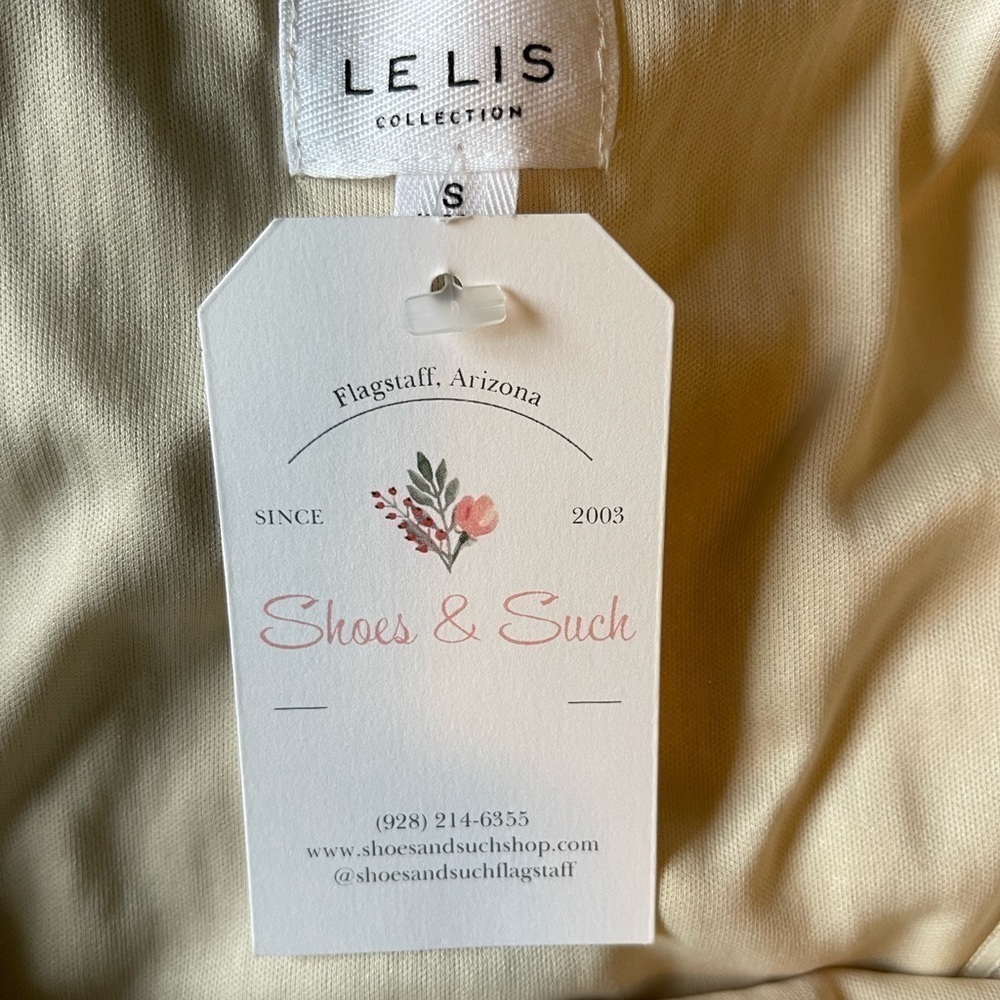 LE LIS
COLLECTION
S
Flagstaff, Arizona
SINCE 2003
Shoes & Such
(928) 214-6355
www.shoesandsuchshop.com
@shoesandsuchflagstaff